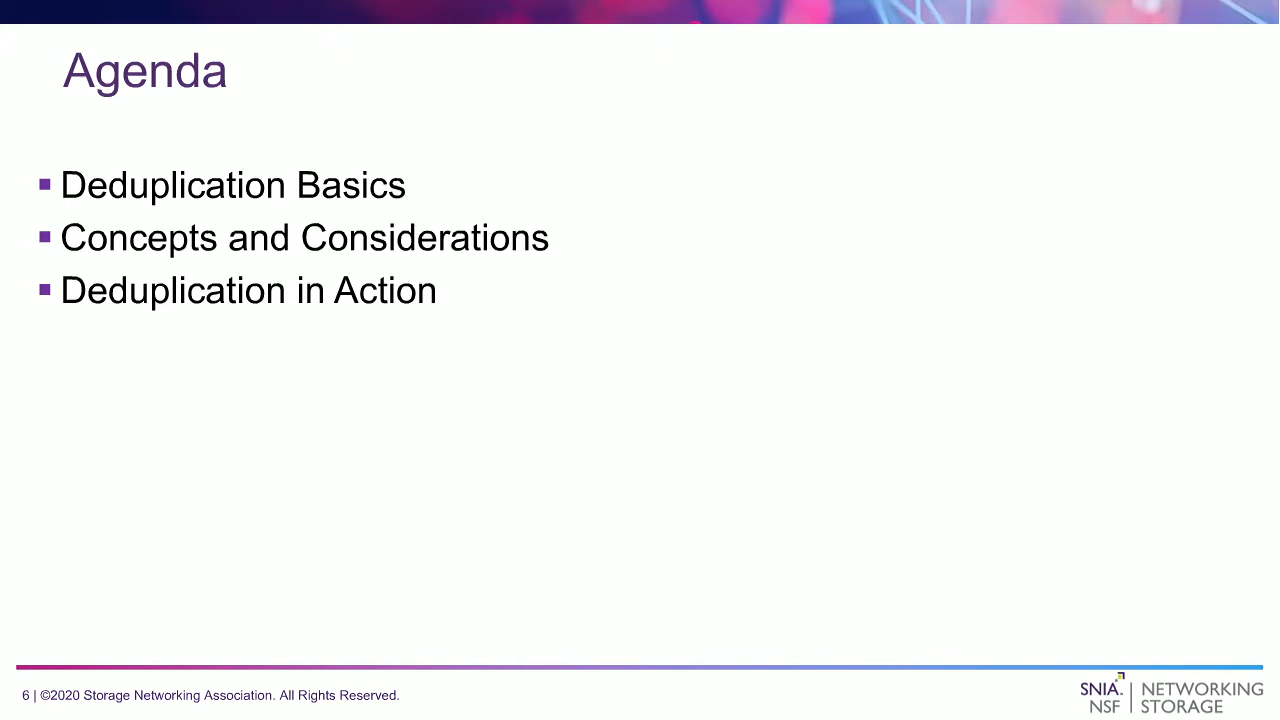 Agenda
▪ Deduplication Basics
▪ Concepts and Considerations
▪ Deduplication in Action
6 | ©2020 Storage Networking Association. All Rights Reserved.
SNIA™ | NETWORKING
NSF | STORAGE